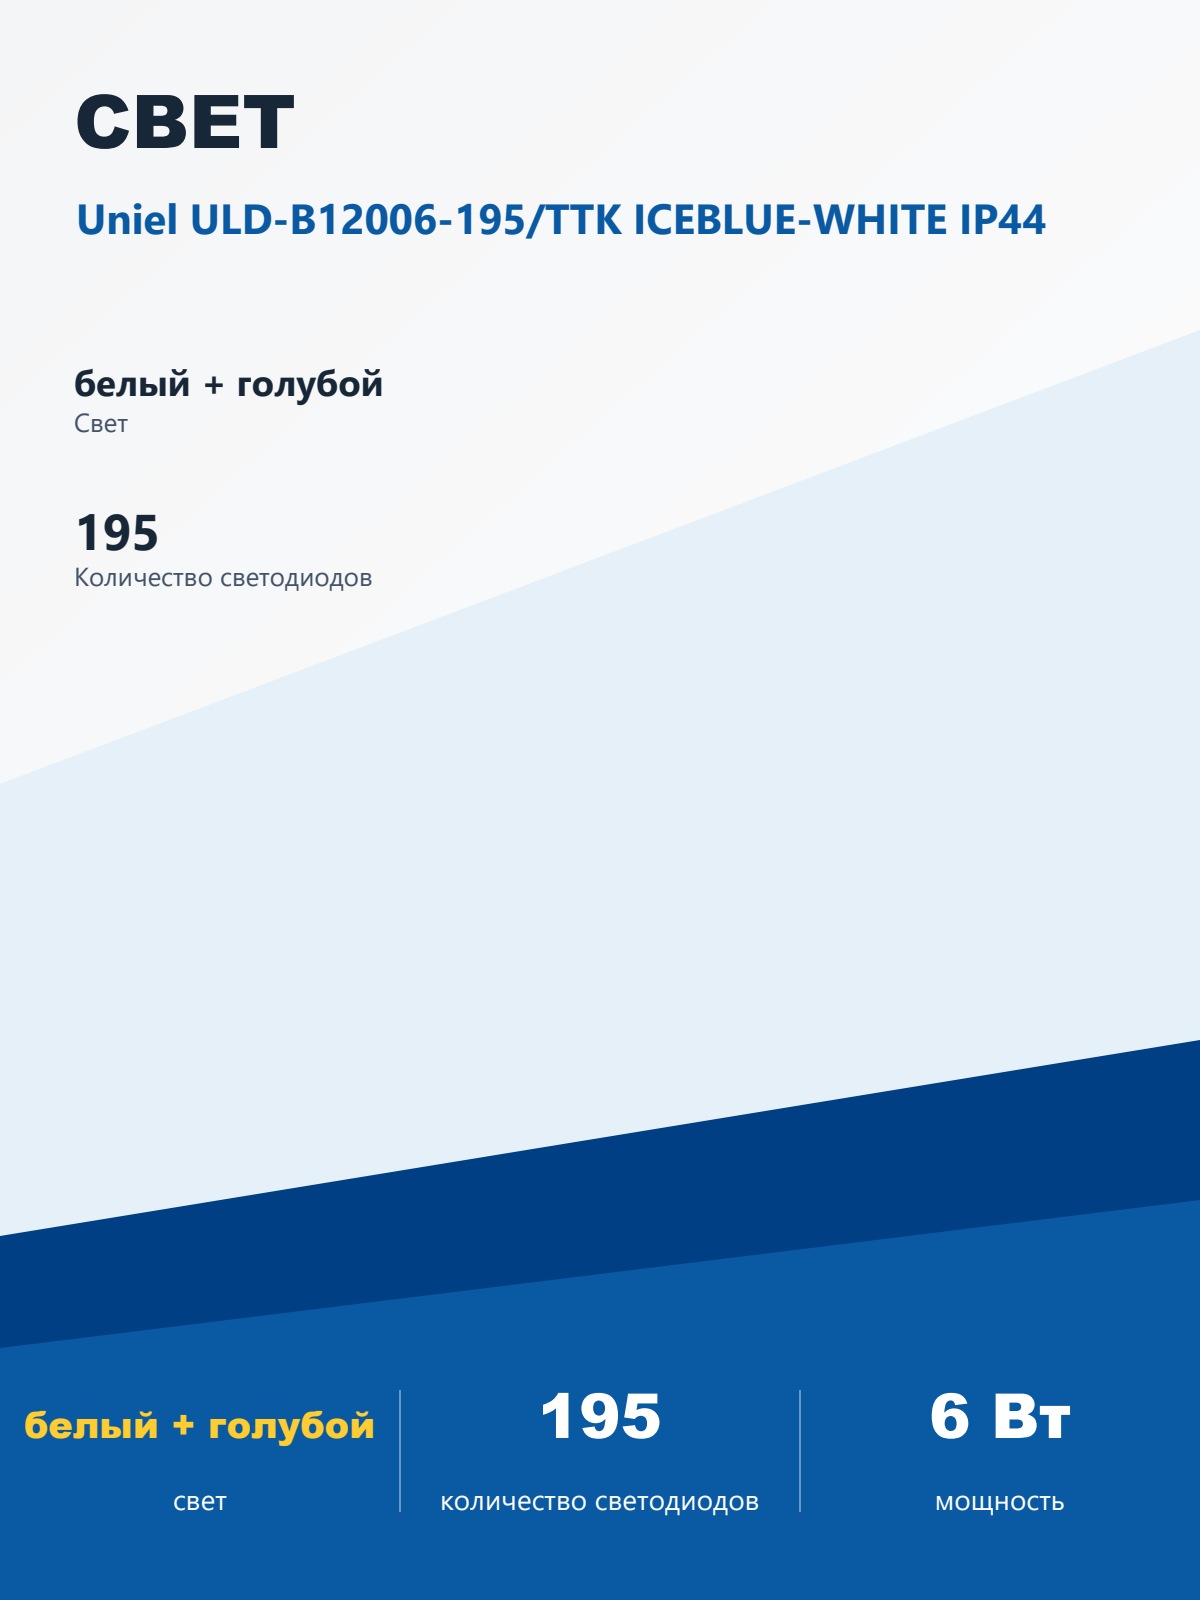 СВЕТ
Uniel ULD-B12006-195/TTK ICEBLUE-WHITE IP44
белый + голубой
Свет
195
Количество светодиодов
белый + голубой
свет
195
количество светодиодов
6 Вт
мощность